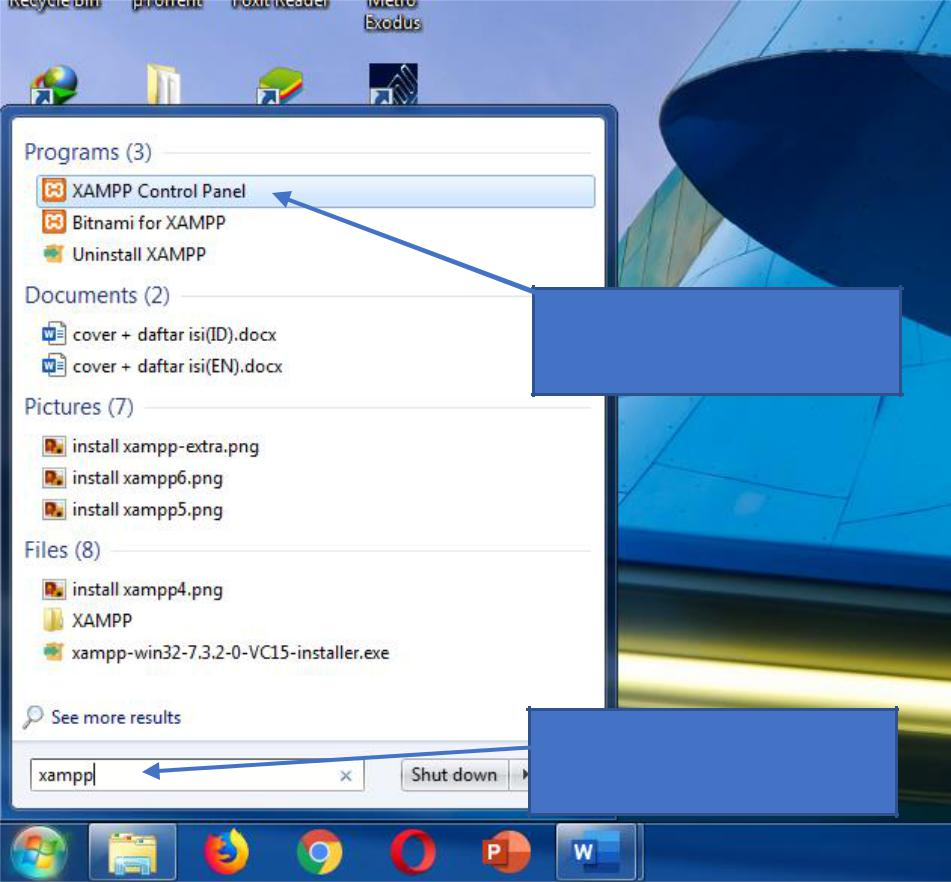 Recycle Bin
µTorrent
Foxit Reader
Metro
Exodus
Programs (3)
XAMPP Control Panel
Bitnami for XAMPP
Uninstall XAMPP
Documents (2)
cover + daftar isi(ID).docx
cover + daftar isi(EN).docx
Pictures (7)
install xampp-extra.png
install xampp6.png
install xampp5.png
Files (8)
install xampp4.png
XAMPP
xampp-win32-7.3.2-0-VC15-installer.exe
See more results
xampp
Shut down
P
W